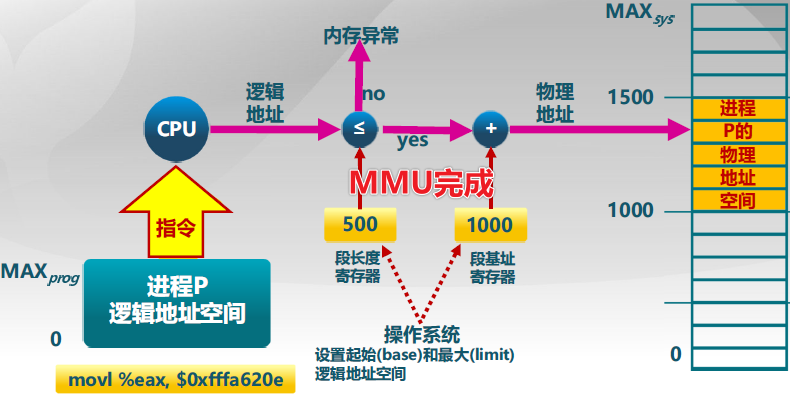 MAXsys
内存异常
逻辑
地址
no
物理
地址
1500
CPU
≤
yes
+
进程
P的
物理
地址
空间
MMU完成
指令
500
1000
1000
段长度
寄存器
段基址
寄存器
MAXprog
进程P
逻辑地址空间
0
操作系统
设置起始(base)和最大(limit)
逻辑地址空间
0
movl %eax, $0xfffa620e